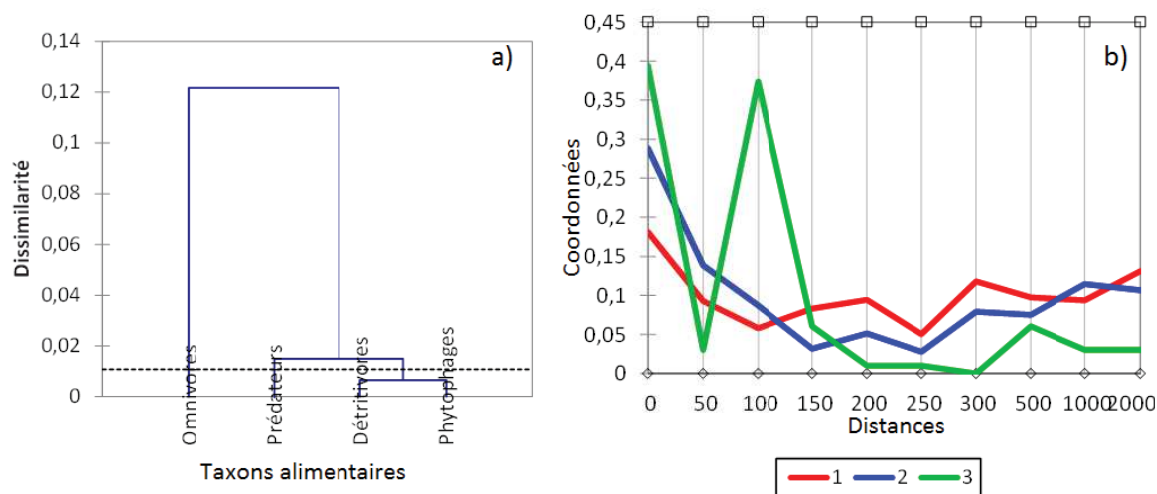 a)
Dissimilarité
0,14
0,12
0,1
0,08
0,06
0,04
0,02
0
Omnivores
Prédateurs
Détritivores
Phytophages
Taxons alimentaires
b)
Coordonnées
0,45
0,4
0,35
0,3
0,25
0,2
0,15
0,1
0,05
0
0 50 100 150 200 250 300 500 1000 2000
Distances
1 2 3